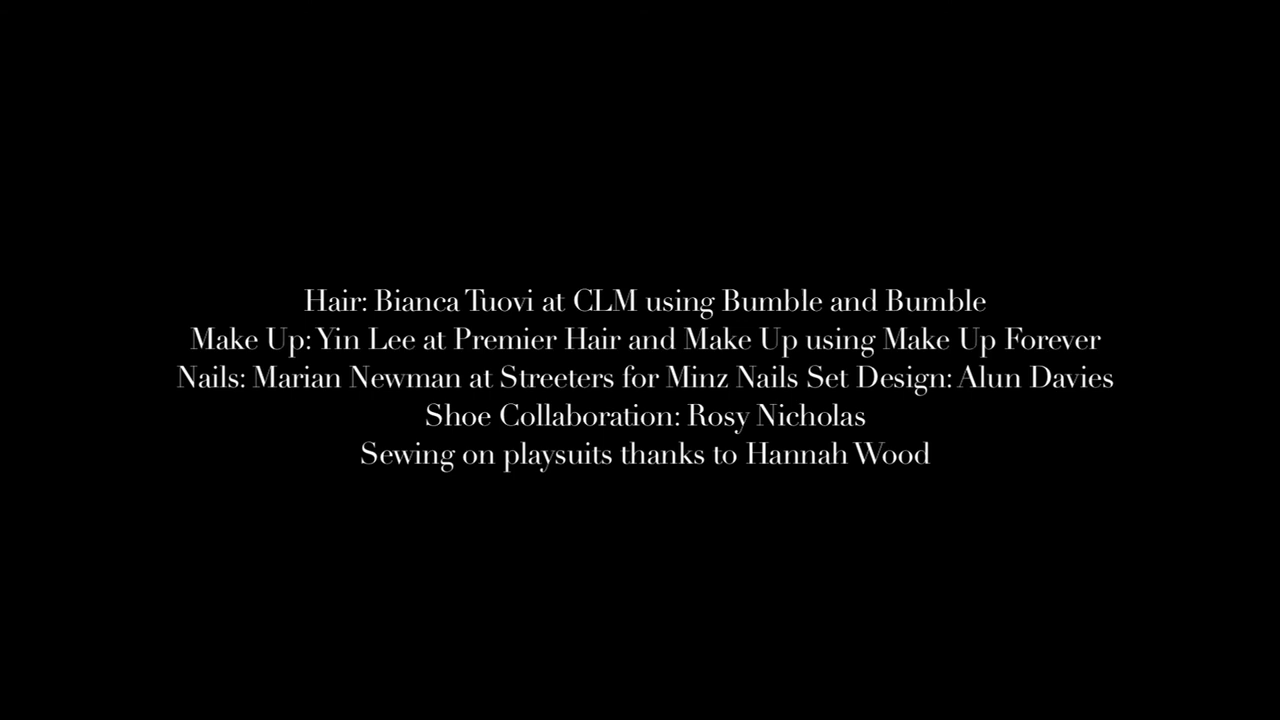 Hair: Bianca Tuovi at CLM using Bumble and Bumble
Make Up: Yin Lee at Premier Hair and Make Up using Make Up Forever
Nails: Marian Newman at Streeters for Minz Nails Set Design: Alun Davies
Shoe Collaboration: Rosy Nicholas
Sewing on playsuits thanks to Hannah Wood